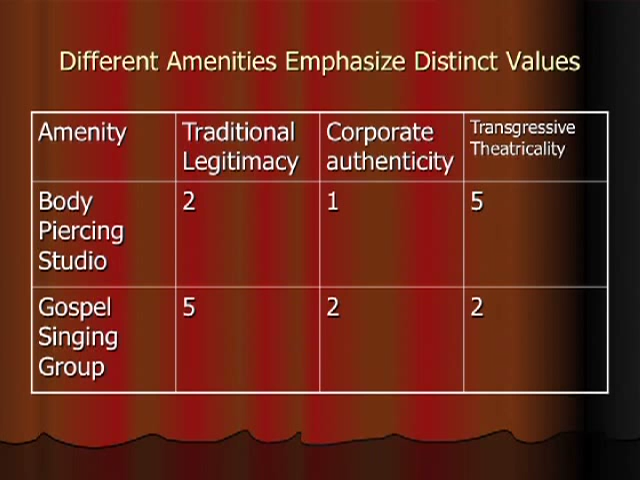 Different Amenities Emphasize Distinct Values
Amenity
Traditional
Legitimacy
Corporate
authenticity
Transgressive
Theatricality
Body
Piercing
Studio
2
1
5
Gospel
Singing
Group
5
2
2